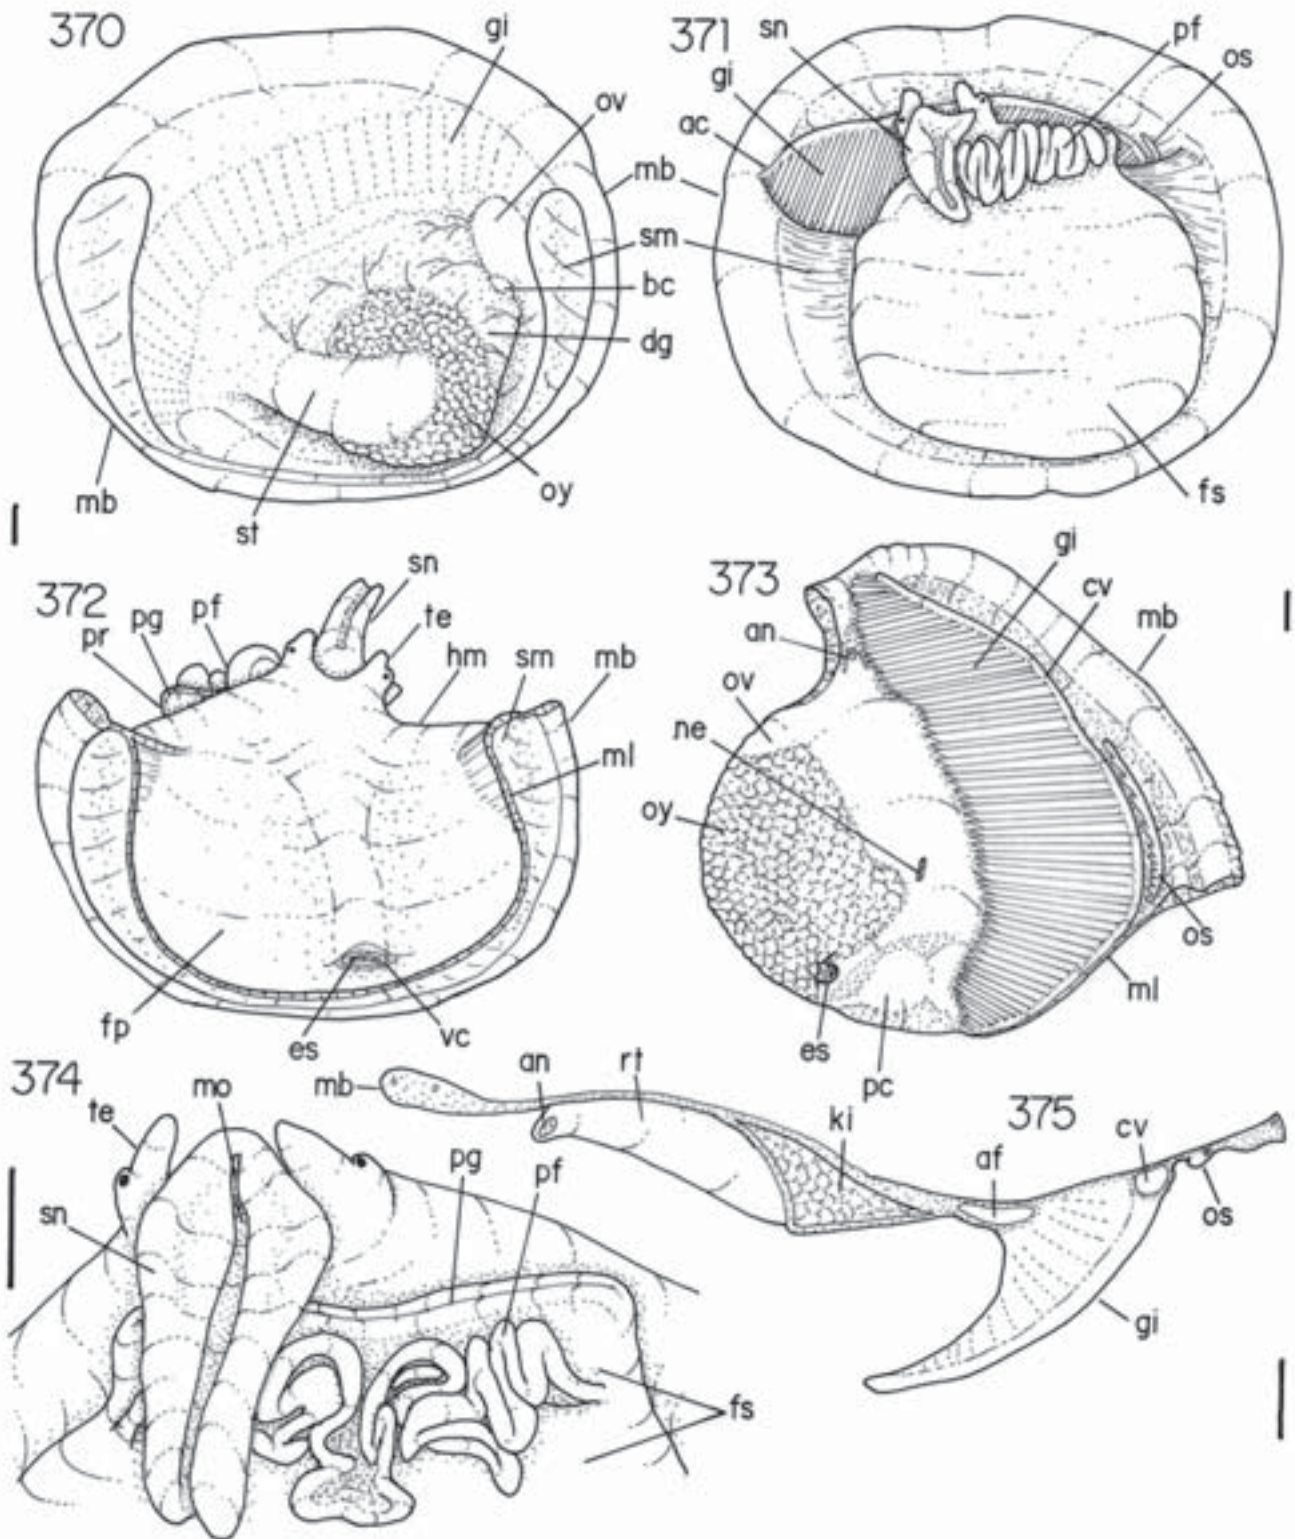 370
gi
ov
mb
sm
bc
dg
oy
st
mb
371
sn
gi
ac
pf
os
fs
372
pr
pg
pf
sn
te
hm
sm
mb
ml
fp
es
vc
373
gi
cv
mb
an
ov
ne
oy
os
ml
es
pc
374
te
mo
sn
pg
pf
fs
375
mb
an
rt
ki
af
cv
os
gi